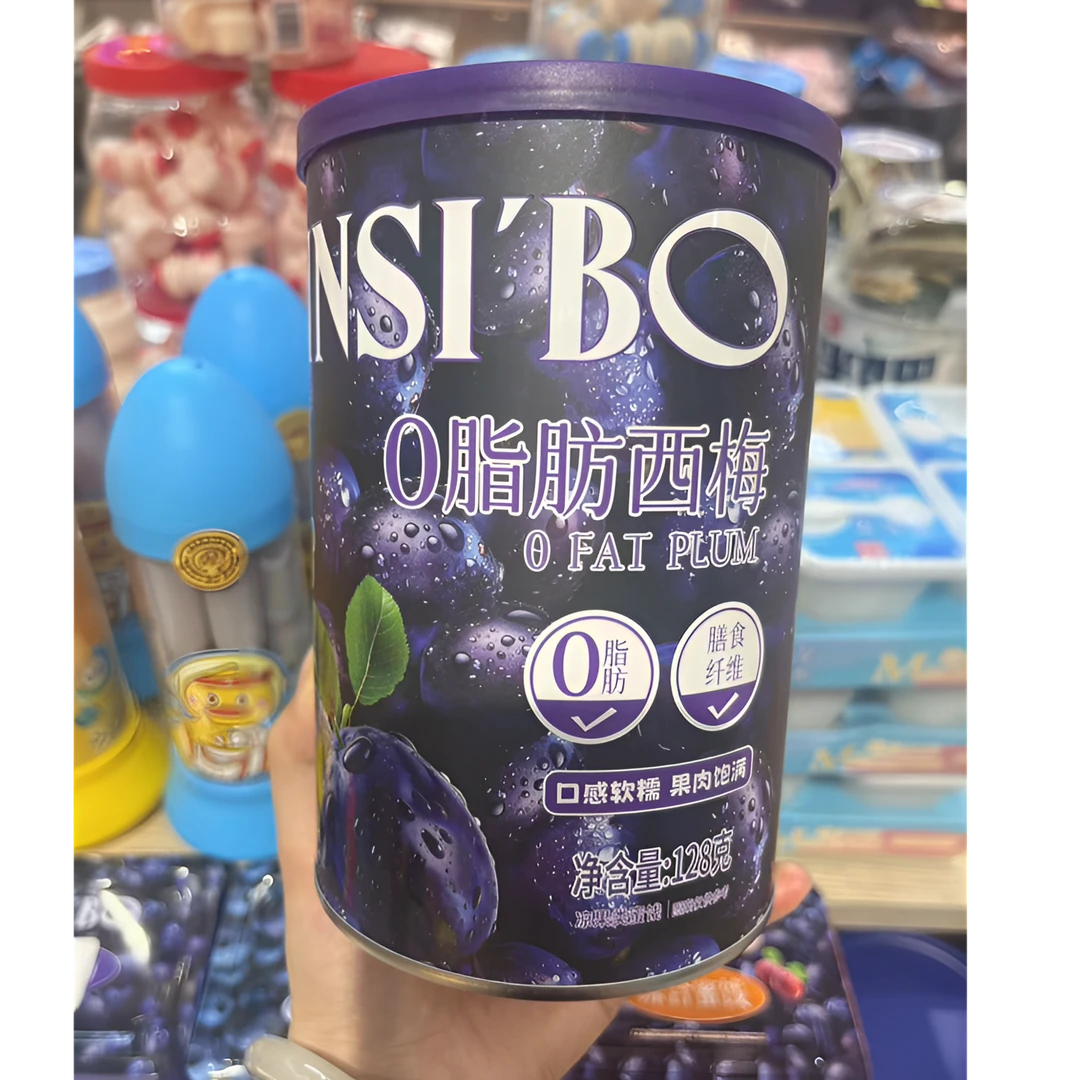 NSI'BO
0脂肪西梅
0 FAT PLUM
0脂肪
膳食纤维
口感软糯 果肉饱满
净含量:128克